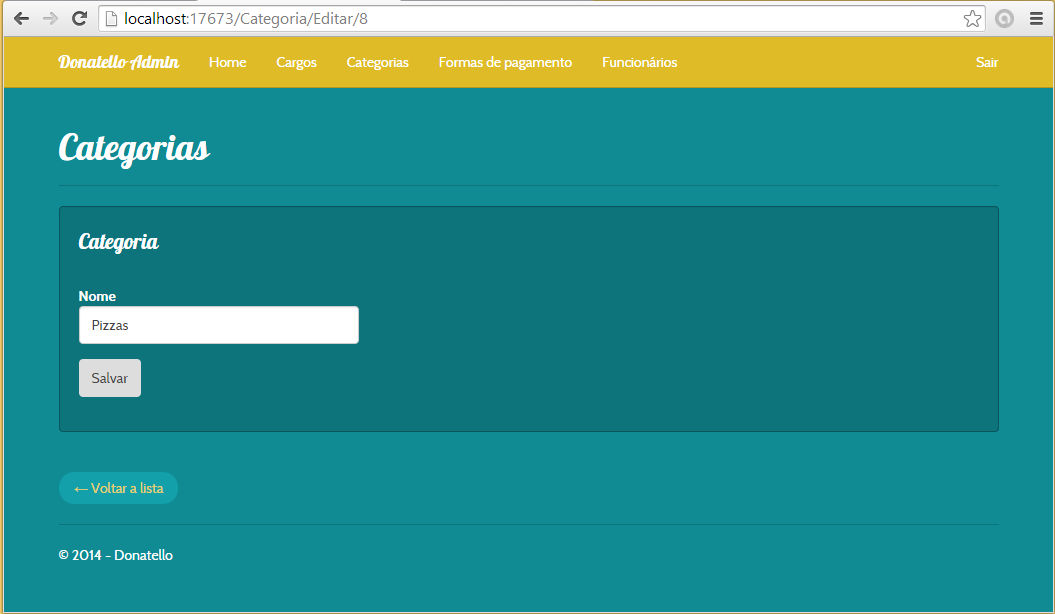 localhost:17673/Categoria/Editar/8
Donatello Admin Home Cargos Categorias Formas de pagamento Funcionários Sair
Categorias
Categoria
Nome
Pizzas
Salvar
← Voltar a lista
© 2014 - Donatello